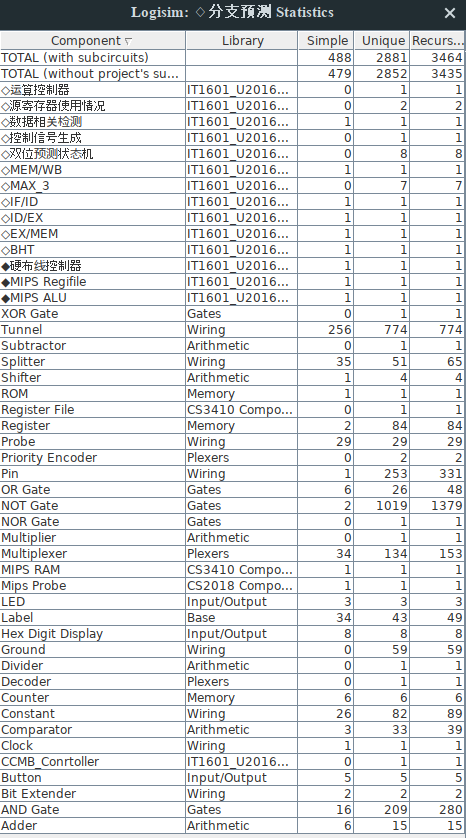 Logisim: ◇分支預测 Statistics ×
Component ▽ Library Simple Unique Recurs...
TOTAL (with subcircuits) 488 2881 3464
TOTAL (without project's su... 479 2852 3435
◇运算控制器 IT1601_U2016... 0 1 1
◇源寄存器使用情况 IT1601_U2016... 0 2 2
◇数据相关检测 IT1601_U2016... 1 1 1
◇控制信号生成 IT1601_U2016... 0 1 1
◇双位预测状态机 IT1601_U2016... 0 8 8
◇MEM/WB IT1601_U2016... 1 1 1
◇MAX_3 IT1601_U2016... 0 7 7
◇IF/ID IT1601_U2016... 1 1 1
◇ID/EX IT1601_U2016... 1 1 1
◇EX/MEM IT1601_U2016... 1 1 1
◇BHT IT1601_U2016... 1 1 1
◆硬布线控制器 IT1601_U2016... 1 1 1
◆MIPS Regifile IT1601_U2016... 1 1 1
◆MIPS ALU IT1601_U2016... 1 1 1
XOR Gate Gates 0 1 1
Tunnel Wiring 256 774 774
Subtractor Arithmetic 0 1 1
Splitter Wiring 35 51 65
Shifter Arithmetic 1 4 4
ROM Memory 1 1 1
Register File CS3410 Compo... 0 1 1
Register Memory 2 84 84
Probe Wiring 29 29 29
Priority Encoder Plexers 0 2 2
Pin Wiring 1 253 331
OR Gate Gates 6 26 48
NOT Gate Gates 2 1019 1379
NOR Gate Gates 0 1 1
Multiplier Arithmetic 0 1 1
Multiplexer Plexers 34 134 153
MIPS RAM CS3410 Compo... 1 1 1
Mips Probe CS2018 Compo... 1 1 1
LED Input/Output 3 3 3
Label Base 34 43 49
Hex Digit Display Input/Output 8 8 8
Ground Wiring 0 59 59
Divider Arithmetic 0 1 1
Decoder Plexers 0 1 1
Counter Memory 6 6 6
Constant Wiring 26 82 89
Comparator Arithmetic 3 33 39
Clock Wiring 1 1 1
CCMB_Conrtoller IT1601_U2016... 0 1 1
Button Input/Output 5 5 5
Bit Extender Wiring 2 2 2
AND Gate Gates 16 209 280
Adder Arithmetic 6 15 15